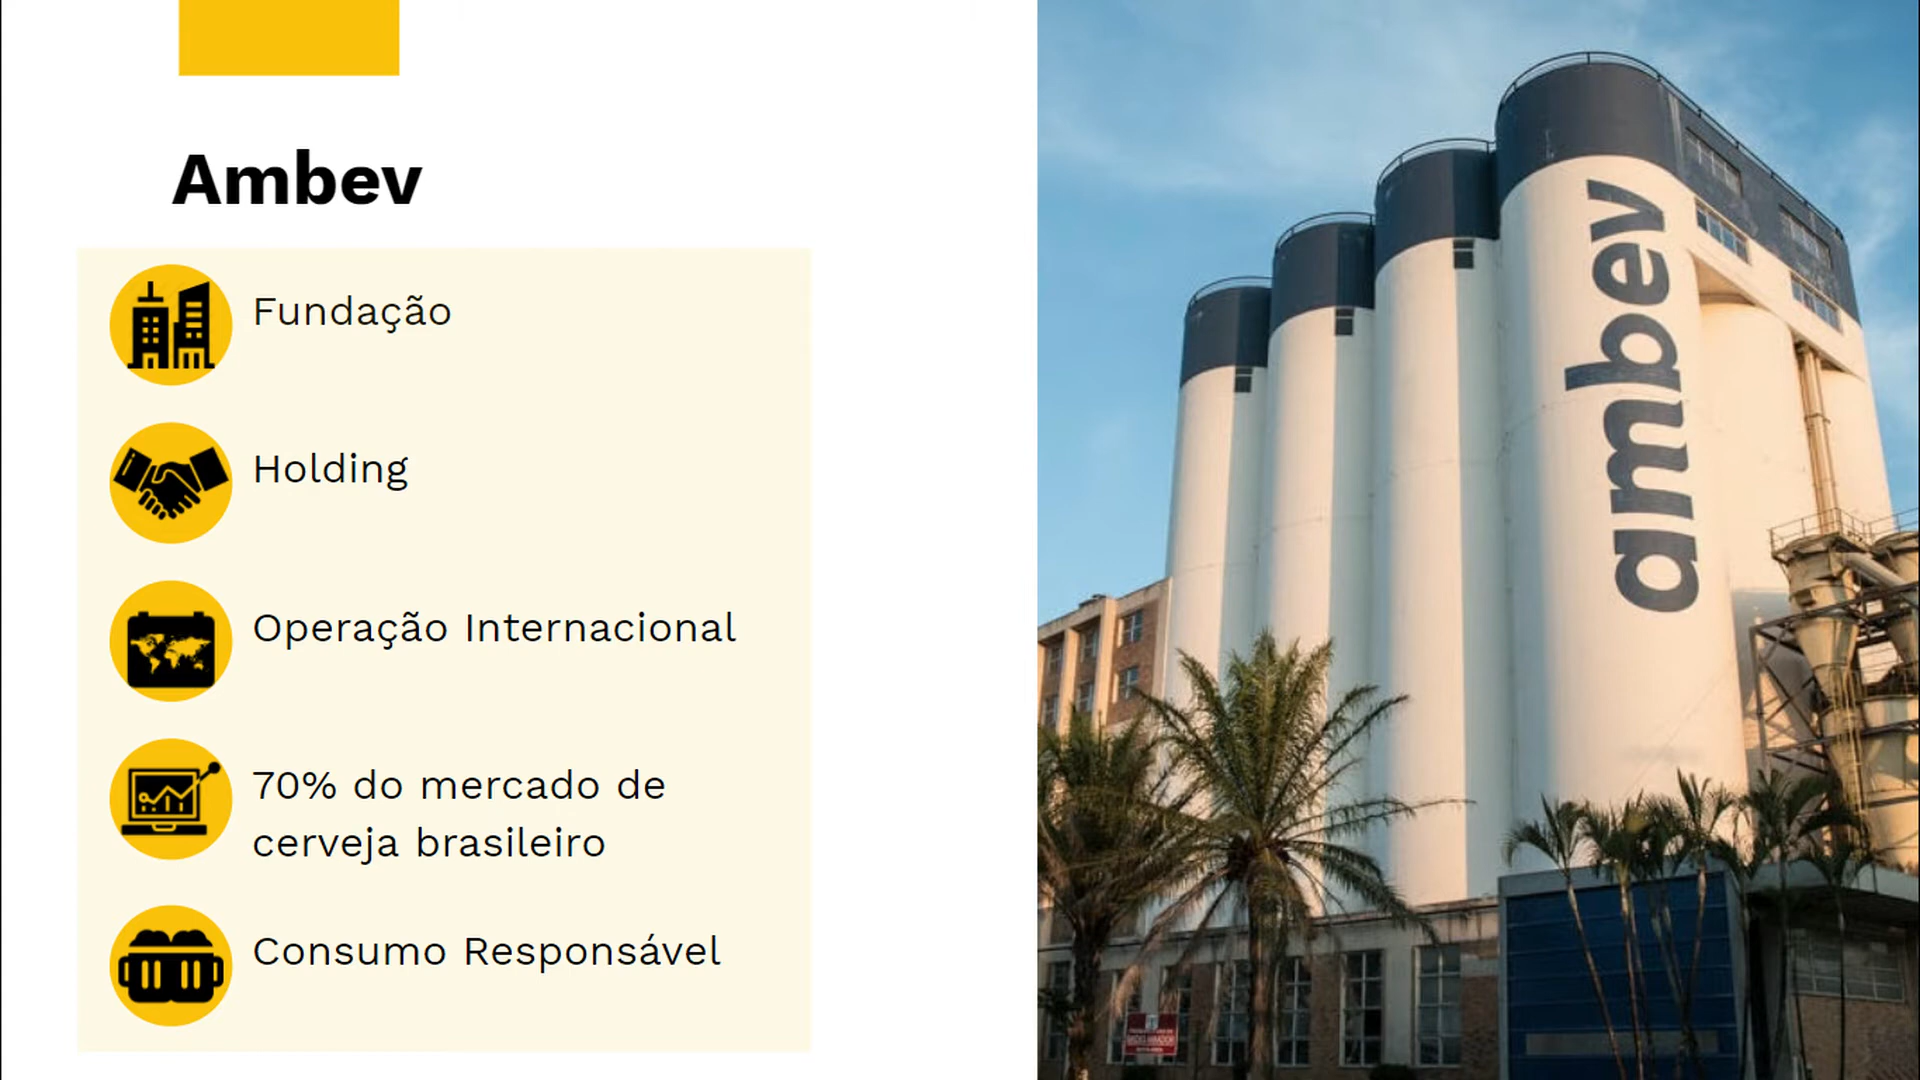 Ambev
Fundação
Holding
Operação Internacional
70% do mercado de
cerveja brasileiro
Consumo Responsável
ambev